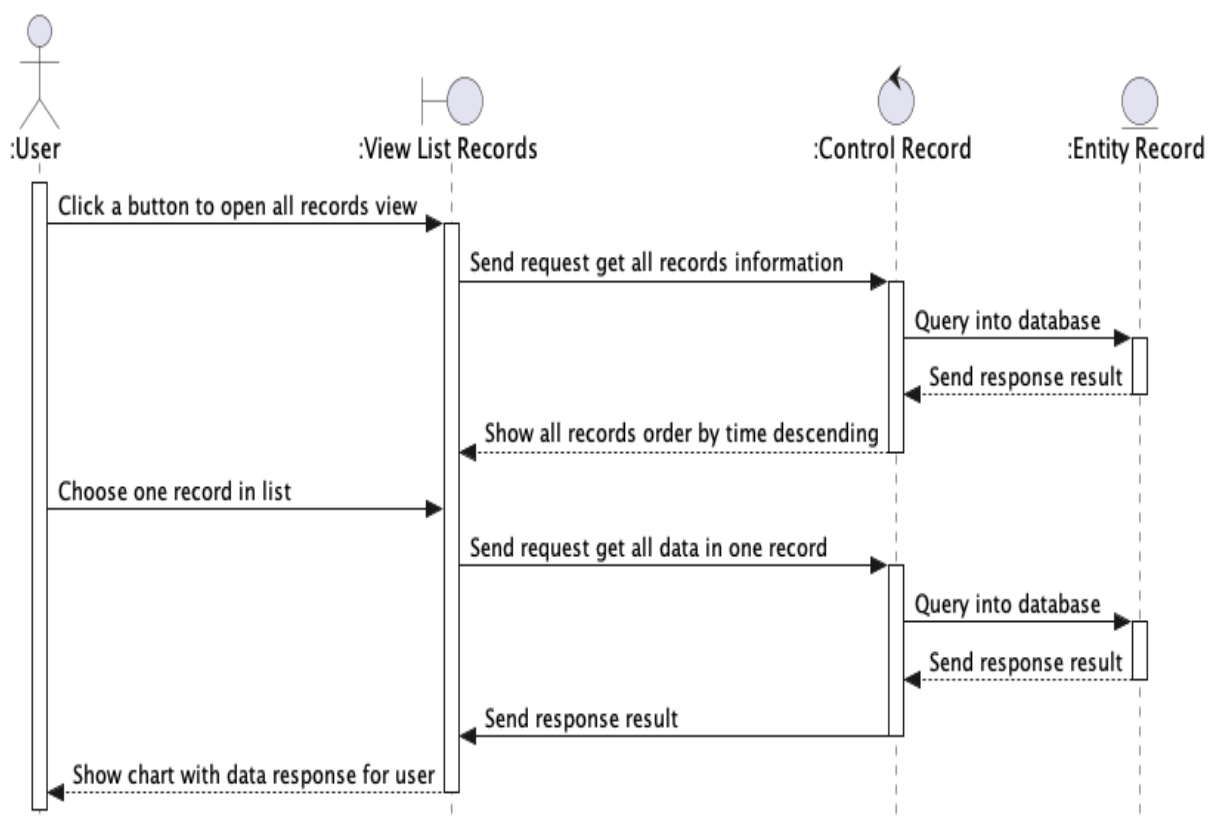 :User
:View List Records
:Control Record
:Entity Record
Click a button to open all records view
Send request get all records information
Query into database
Send response result
Show all records order by time descending
Choose one record in list
Send request get all data in one record
Query into database
Send response result
Send response result
Show chart with data response for user